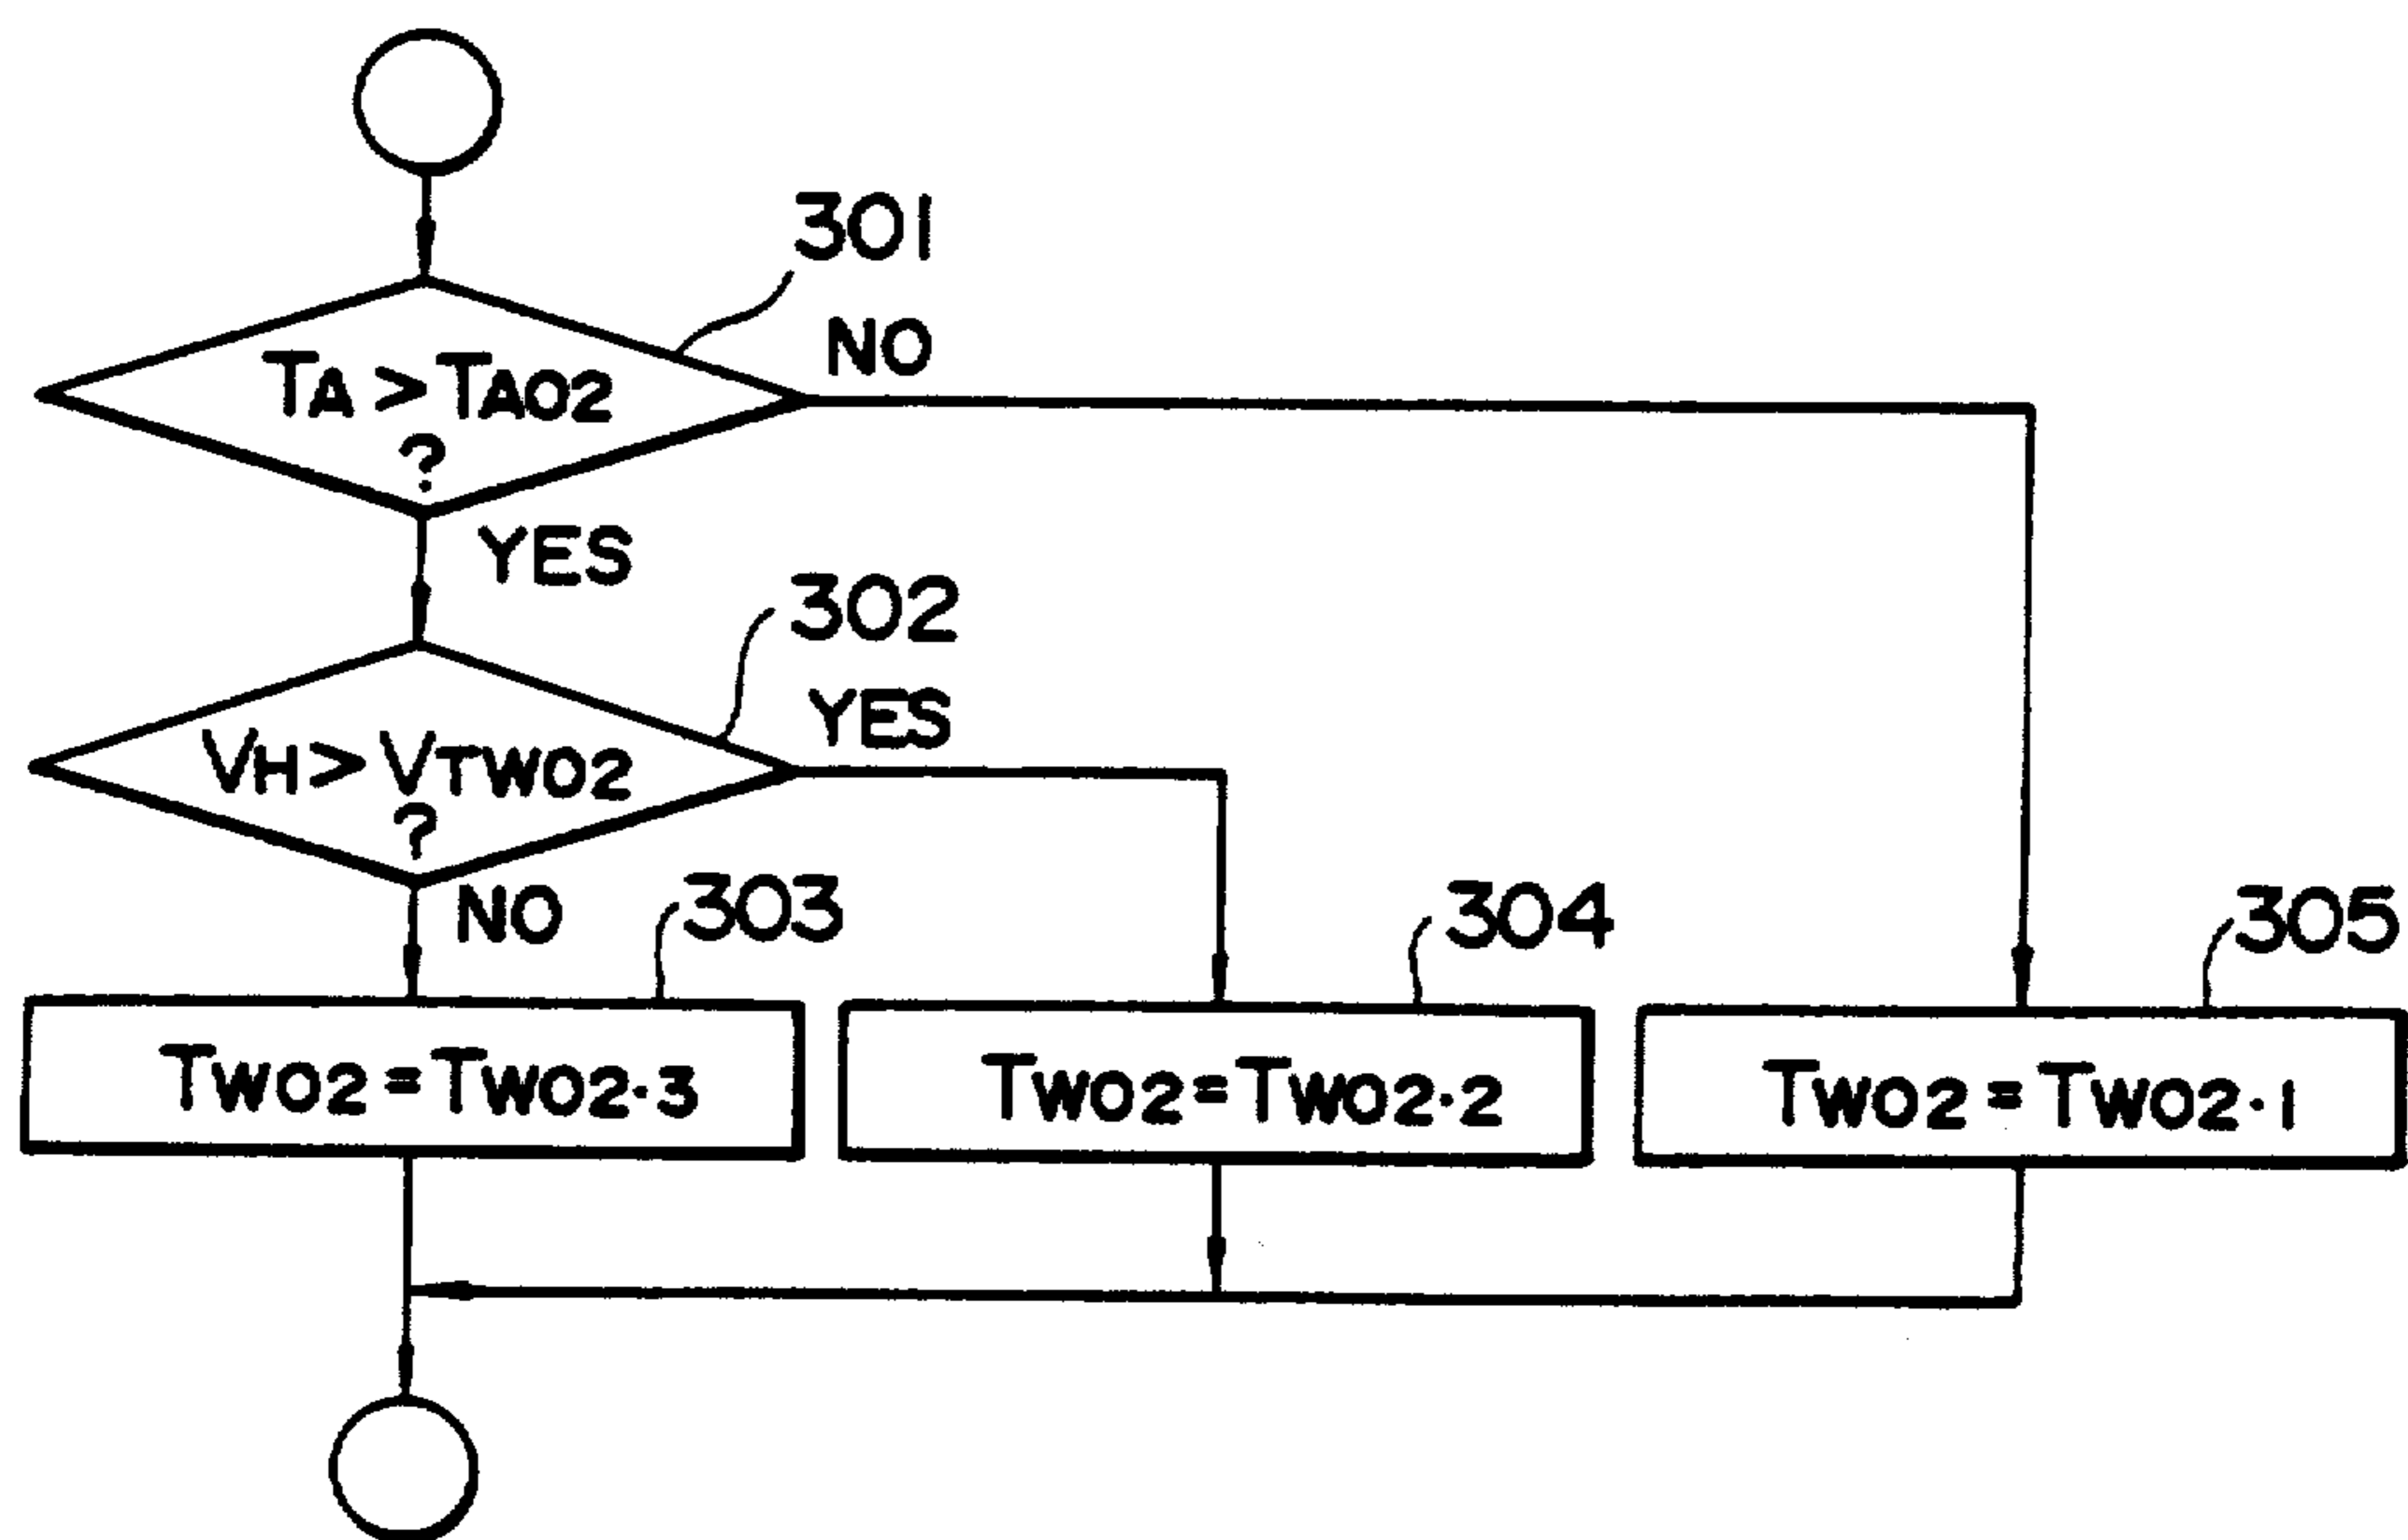 301
NO
TA>TA02
?
YES
302
YES
VH>VTW02
?
NO
303
304
305
TW02=TW02·3
TW02=TW02·2
TW02=TW02·1